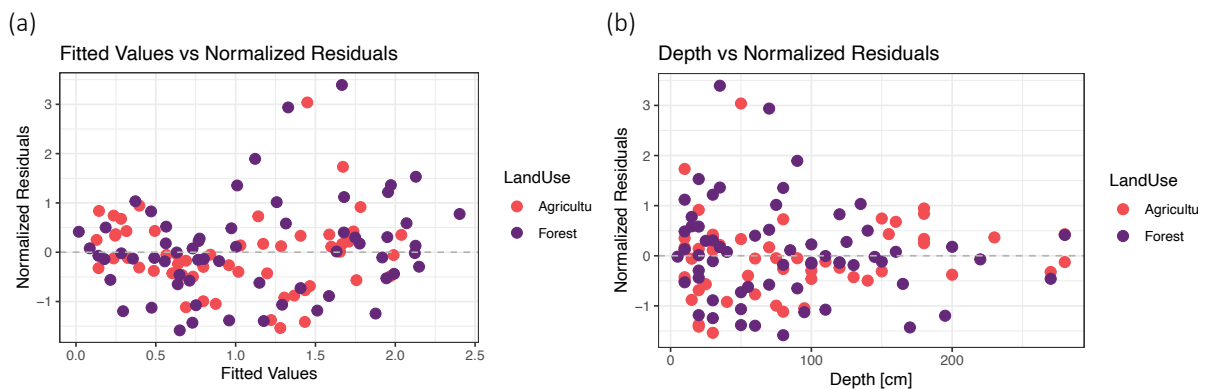 (a)
Fitted Values vs Normalized Residuals
Normalized Residuals
3
2
1
0
−1
0.0 0.5 1.0 1.5 2.0 2.5
Fitted Values
LandUse
Agricultu
Forest
(b)
Depth vs Normalized Residuals
Normalized Residuals
3
2
1
0
−1
0 100 200
Depth [cm]
LandUse
Agricultu
Forest